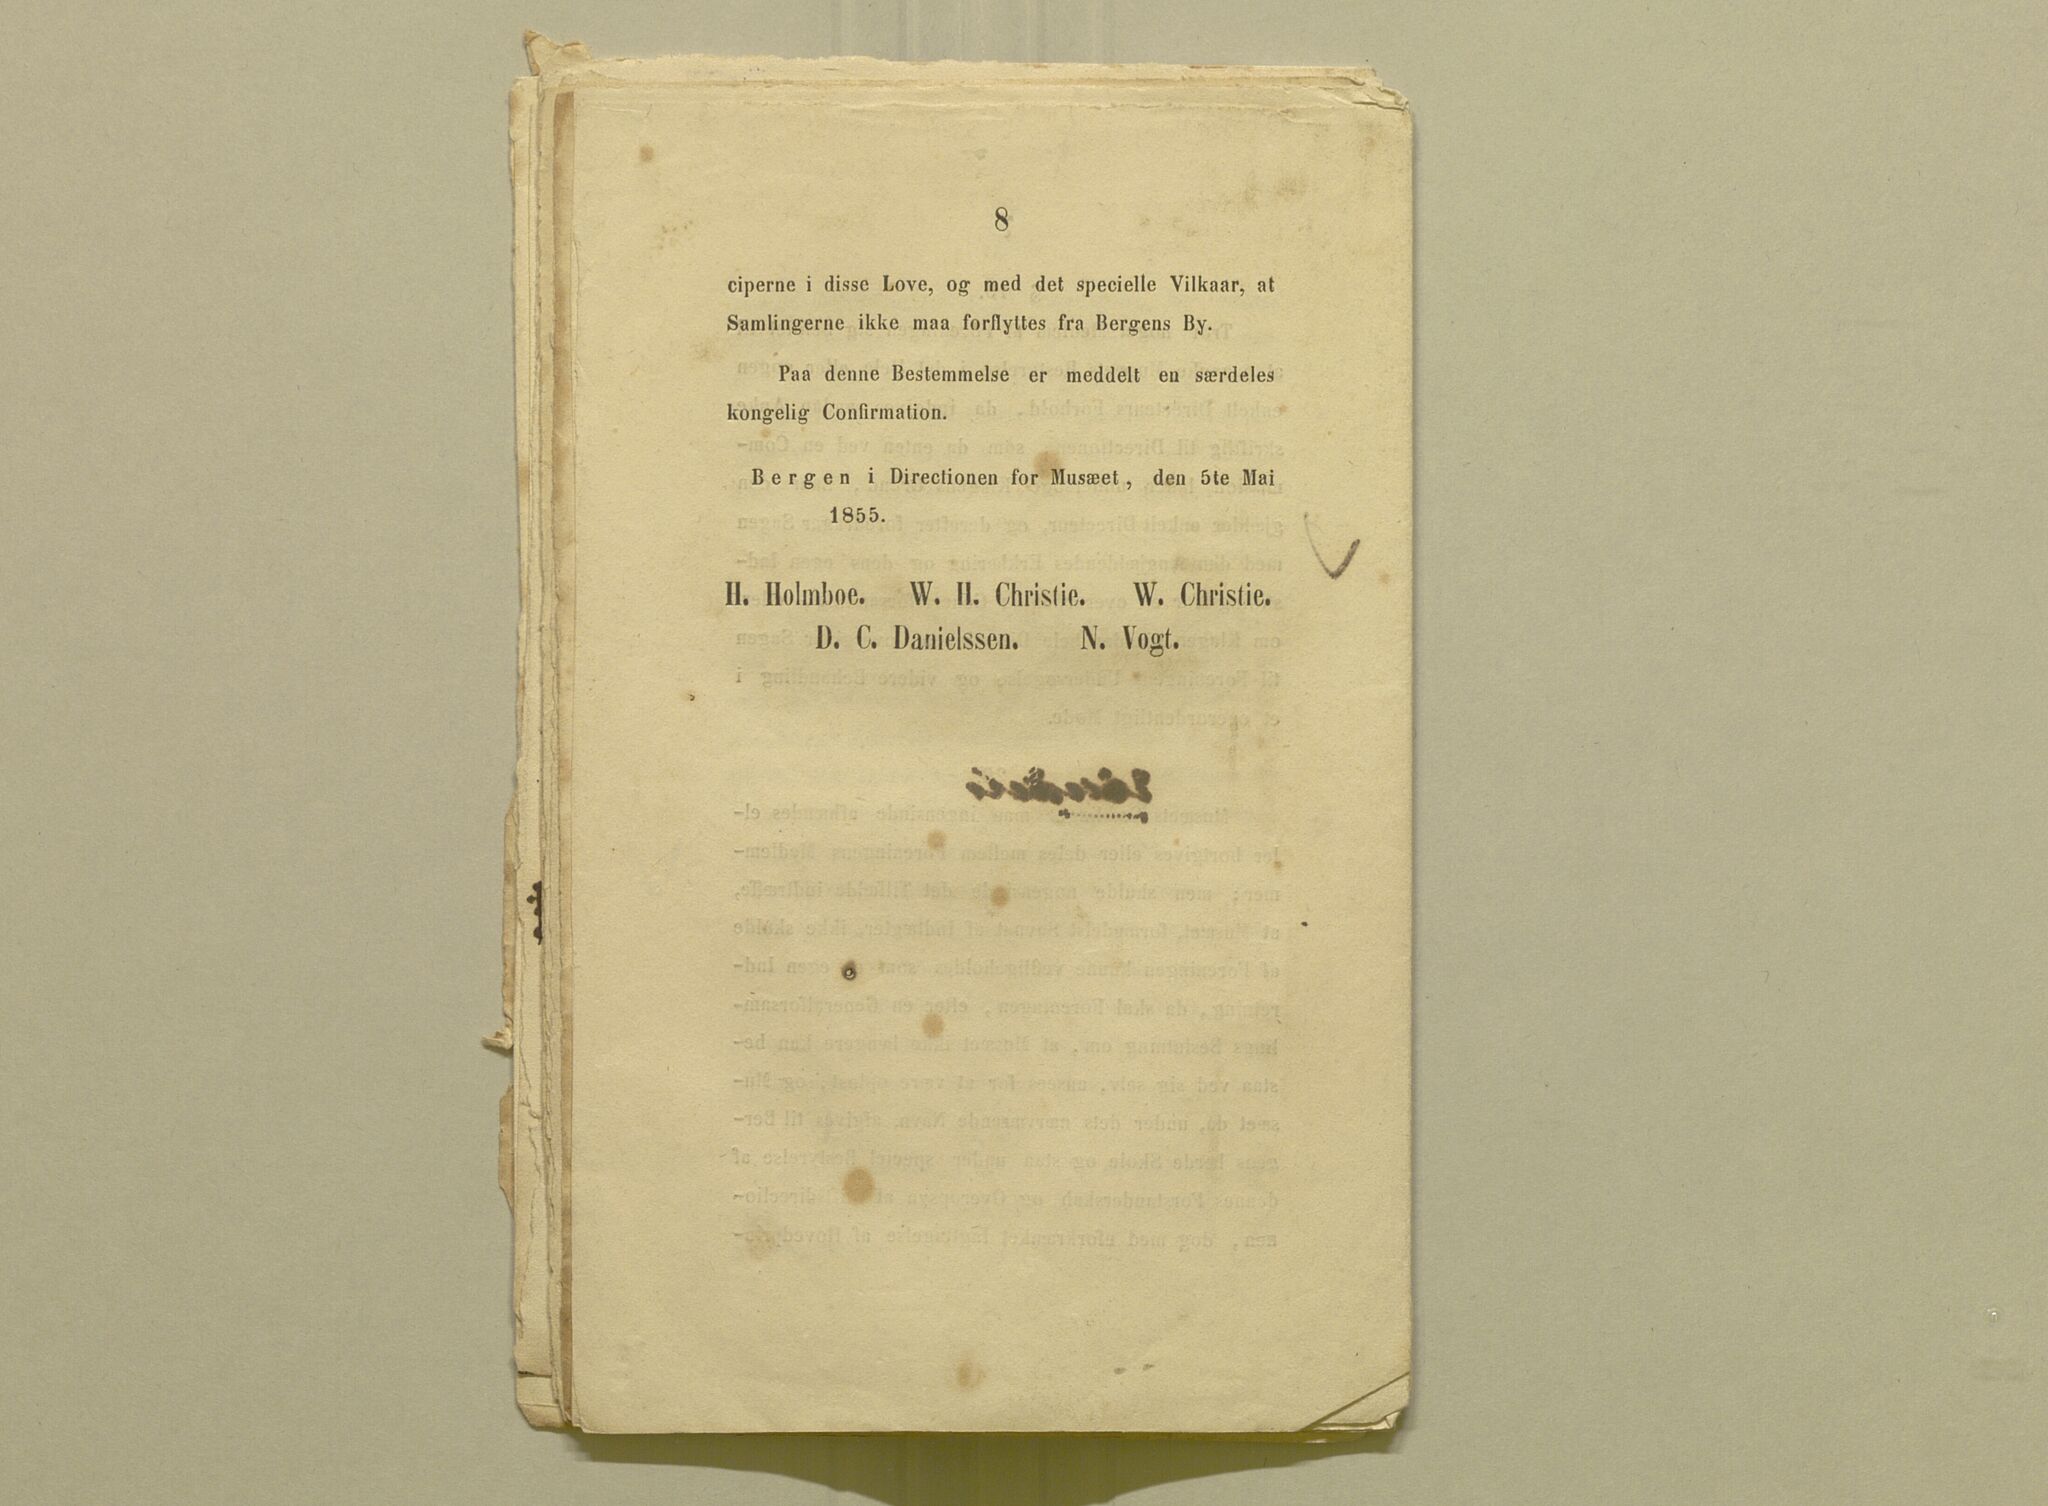 8
ciperne i disse Love, og med det specielle Vilkaar, at
Samlingerne ikke maa forflyttes fra Bergens By.
Paa denne Bestemmelse er meddelt en særdeles
kongelig Confirmation.
Bergen i Directionen for Musæet, den 5te Mai
1855.
H. Holmboe. W. H. Christie. W. Christie.
D. C. Danielssen. N. Vogt.